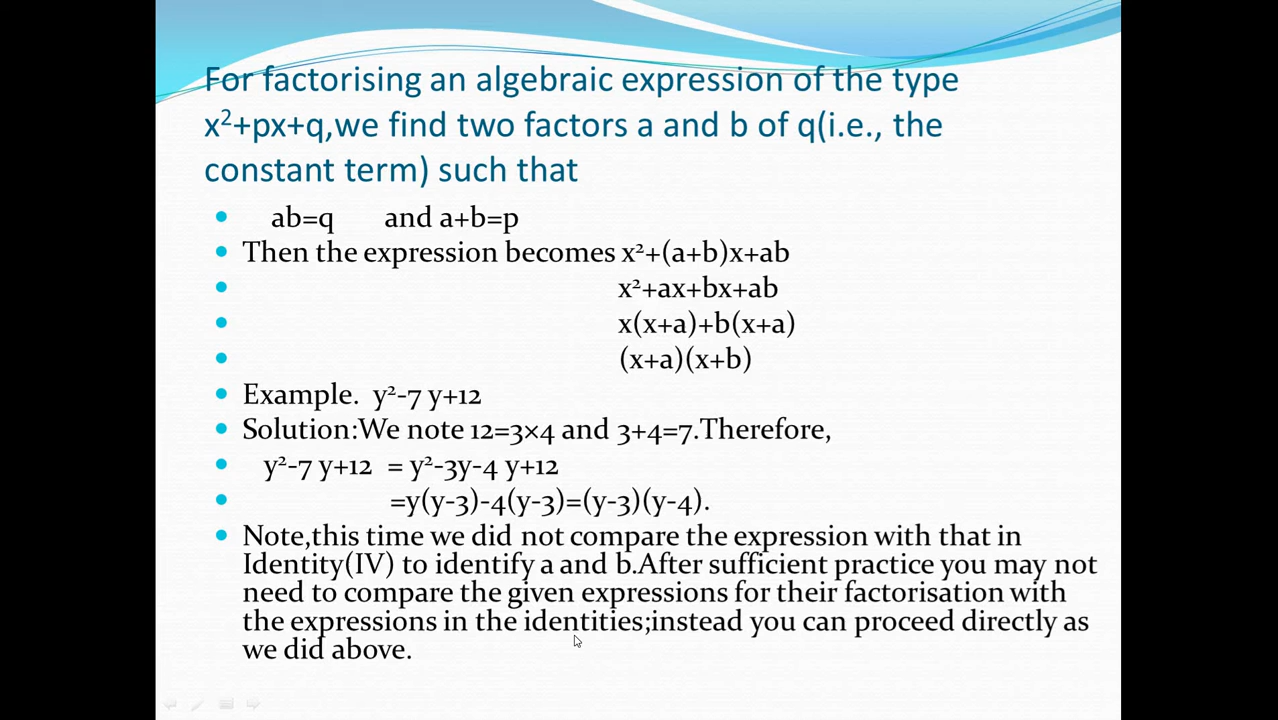 For factorising an algebraic expression of the type
x²+px+q,we find two factors a and b of q(i.e., the
constant term) such that
• ab=q and a+b=p
• Then the expression becomes x²+(a+b)x+ab
• x²+ax+bx+ab
• x(x+a)+b(x+a)
• (x+a)(x+b)
• Example. y²-7 y+12
• Solution:We note 12=3×4 and 3+4=7.Therefore,
• y²-7 y+12 = y²-3y-4 y+12
• =y(y-3)-4(y-3)=(y-3)(y-4).
• Note,this time we did not compare the expression with that in
Identity(IV) to identify a and b.After sufficient practice you may not
need to compare the given expressions for their factorisation with
the expressions in the identities;instead you can proceed directly as
we did above.